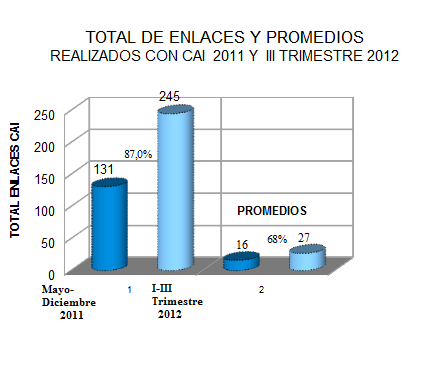 TOTAL DE ENLACES Y PROMEDIOS
REALIZADOS CON CAI 2011 Y III TRIMESTRE 2012
TOTAL ENLACES CAI
250
200
150
100
50
0
131
87,0%
245
PROMEDIOS
16
68%
27
Mayo-
Diciembre
2011
1
I-III
Trimestre
2012
2